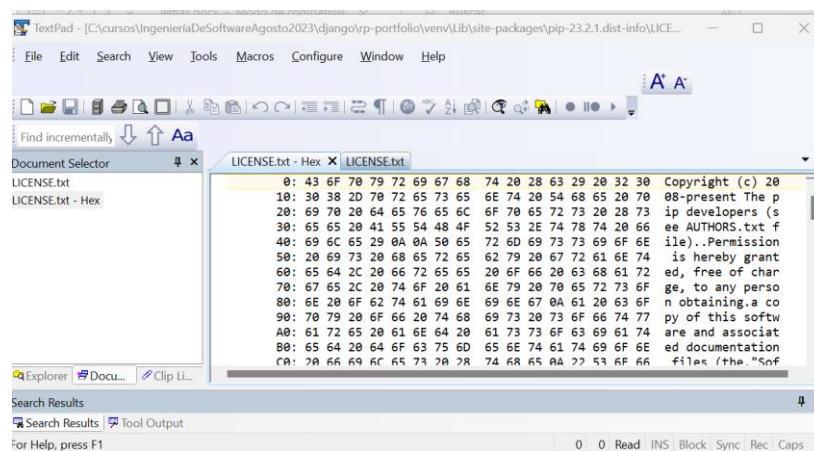 TextPad - [C:\cursos\IngenieríaDeSoftwareAgosto2023\django\rp-portfolio\venv\Lib\site-packages\pip-23.2.1.dist-info\LICE...
File Edit Search View Tools Macros Configure Window Help
Find incrementally Aa
Document Selector
LICENSE.txt
LICENSE.txt - Hex
LICENSE.txt - Hex LICENSE.txt
0: 43 6F 70 79 72 69 67 68 74 20 28 63 29 20 32 30 Copyright (c) 20
10: 30 38 2D 70 72 65 73 65 6E 74 20 54 68 65 20 70 08-present The p
20: 69 70 20 64 65 76 65 6C 6F 70 65 72 73 20 28 73 ip developers (s
30: 65 65 20 41 55 54 48 4F 52 53 2E 74 78 74 20 66 ee AUTHORS.txt f
40: 69 6C 65 29 0A 0A 50 65 72 6D 69 73 73 69 6F 6E ile)..Permission
50: 20 69 73 20 68 65 72 65 62 79 20 67 72 61 6E 74 is hereby grant
60: 65 64 2C 20 66 72 65 65 20 6F 66 20 63 68 61 72 ed, free of char
70: 67 65 2C 20 74 6F 20 61 6E 79 20 70 65 72 73 6F ge, to any perso
80: 6E 20 6F 62 74 61 69 6E 69 6E 67 0A 61 20 63 6F n obtaining.a co
90: 70 79 20 6F 66 20 74 68 69 73 20 73 6F 66 74 77 py of this softw
A0: 61 72 65 20 61 6E 64 20 61 73 73 6F 63 69 61 74 are and associat
B0: 65 64 20 64 6F 63 75 6D 65 6E 74 61 74 69 6F 6E ed documentation
C0: 20 66 69 6C 65 73 20 28 74 68 65 0A 22 53 6F 66 files (the."Sof
Explorer Docu... Clip Li...
Search Results
Search Results Tool Output
For Help, press F1 0 0 Read INS Block Sync Rec Caps